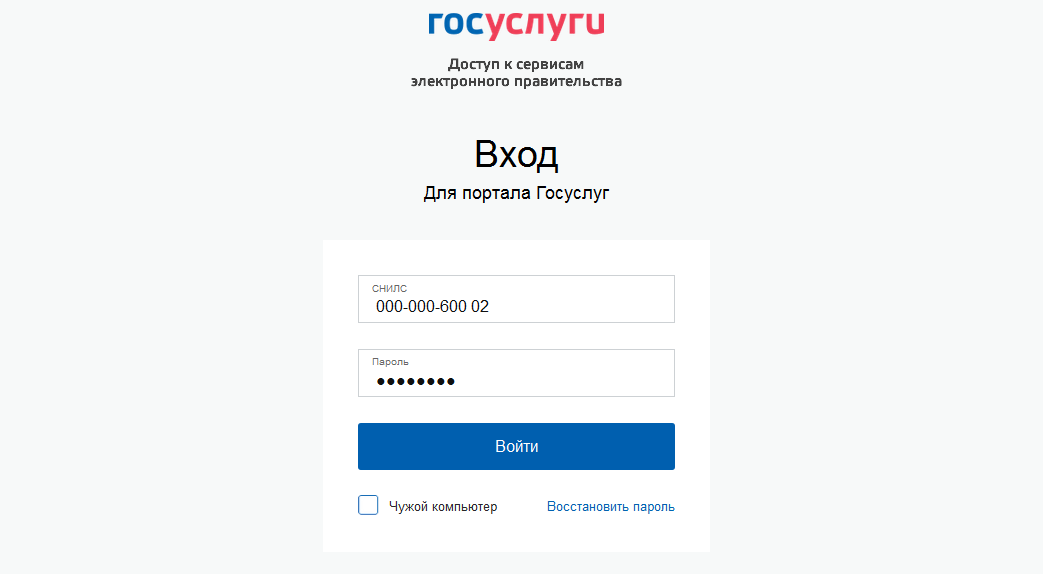 госуслуги
Доступ к сервисам
электронного правительства
Вход
Для портала Госуслуг
СНИЛС
000-000-600 02
Пароль
••••••••
Войти
Чужой компьютер
Восстановить пароль